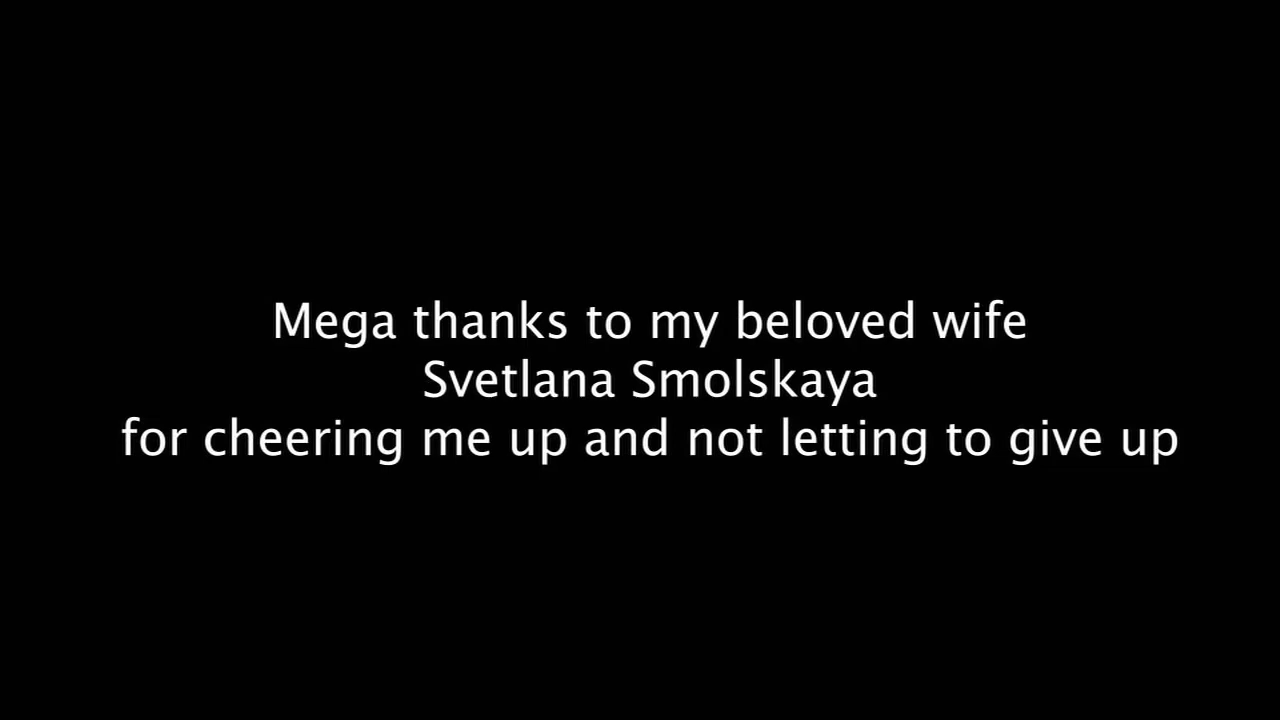 Mega thanks to my beloved wife
Svetlana Smolskaya
for cheering me up and not letting to give up